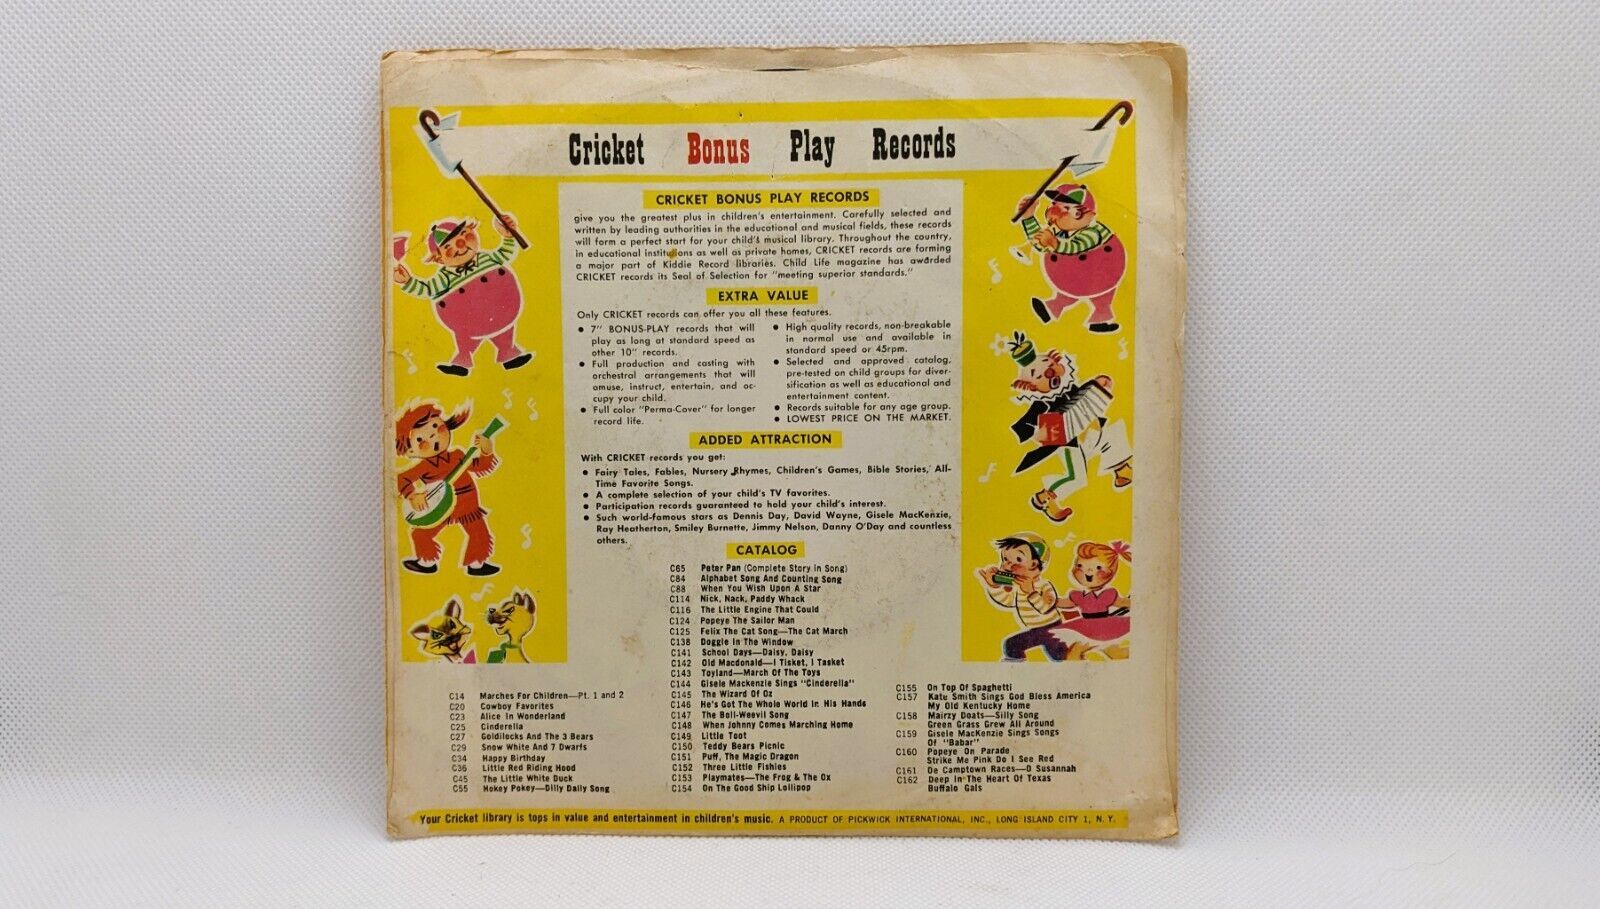 Cricket Bonus Play Records
CRICKET BONUS PLAY RECORDS
give you the greatest plus in children's entertainment. Carefully selected and
written by leading authorities in the educational and musical fields, these records
will form a perfect start for your child's musical library. Throughout the country,
in educational institutions as well as private homes, CRICKET records are forming
a major part of Kiddie Record libraries. Child Life magazine has awarded
CRICKET records its Seal of Selection for "meeting superior standards."
EXTRA VALUE
Only CRICKET records can offer you all these features.
● 7" BONUS-PLAY records that will
play as long at standard speed as
other 10" records.
● Full production and casting with
orchestral arrangements that will
amuse, instruct, entertain, and oc-
cupy your child.
● Full color "Perma-Cover" for longer
record life.
● High quality records, non-breakable
in normal use and available in
standard speed or 45rpm.
● Selected and approved catalog,
pre-tested on child groups for diver-
sification as well as educational and
entertainment content.
● Records suitable for any age group.
● LOWEST PRICE ON THE MARKET.
ADDED ATTRACTION
With CRICKET records you get:
● Fairy Tales, Fables, Nursery Rhymes, Children's Games, Bible Stories, All-
Time Favorite Songs.
● A complete selection of your child's TV favorites.
● Participation records guaranteed to hold your child's interest.
● Such world-famous stars as Dennis Day, David Wayne, Gisele MacKenzie,
Ray Heatherton, Smiley Burnette, Jimmy Nelson, Danny O'Day and countless
others.
CATALOG
C14 Marches For Children—Pt. 1 and 2
C20 Cowboy Favorites
C23 Alice In Wonderland
C25 Cinderella
C27 Goldilocks And The 3 Bears
C29 Snow White And 7 Dwarfs
C34 Happy Birthday
C36 Little Red Riding Hood
C45 The Little White Duck
C55 Hokey Pokey—Dilly Dally Song
C65 Peter Pan (Complete Story in Song)
C84 Alphabet Song And Counting Song
C88 When You Wish Upon A Star
C114 Nick, Nack, Paddy Whack
C116 The Little Engine That Could
C124 Popeye The Sailor Man
C125 Felix The Cat Song—The Cat March
C138 Doggie In The Window
C141 School Days—Daisy, Daisy
C142 Old Macdonald—I Tisket, I Tasket
C143 Toyland—March Of The Toys
C144 Gisele Mackenzie Sings "Cinderella"
C145 The Wizard Of Oz
C146 He's Got The Whole World In His Hands
C147 The Boll-Weevil Song
C148 When Johnny Comes Marching Home
C149 Little Toot
C150 Teddy Bears Picnic
C151 Puff, The Magic Dragon
C152 Three Little Fishies
C153 Playmates—The Frog & The Ox
C154 On The Good Ship Lollipop
C155 On Top Of Spaghetti
C157 Kate Smith Sings God Bless America
My Old Kentucky Home
C158 Mairzy Doats—Silly Song
Green Grass Grew All Around
C159 Gisele MacKenzie Sings Songs
Of "Babar"
C160 Popeye On Parade
Strike Me Pink Do I See Red
C161 De Camptown Races—O Susannah
C162 Deep In The Heart Of Texas
Buffalo Gals
Your Cricket library is tops in value and entertainment in children's music. A PRODUCT OF PICKWICK INTERNATIONAL, INC., LONG ISLAND CITY 1, N. Y.